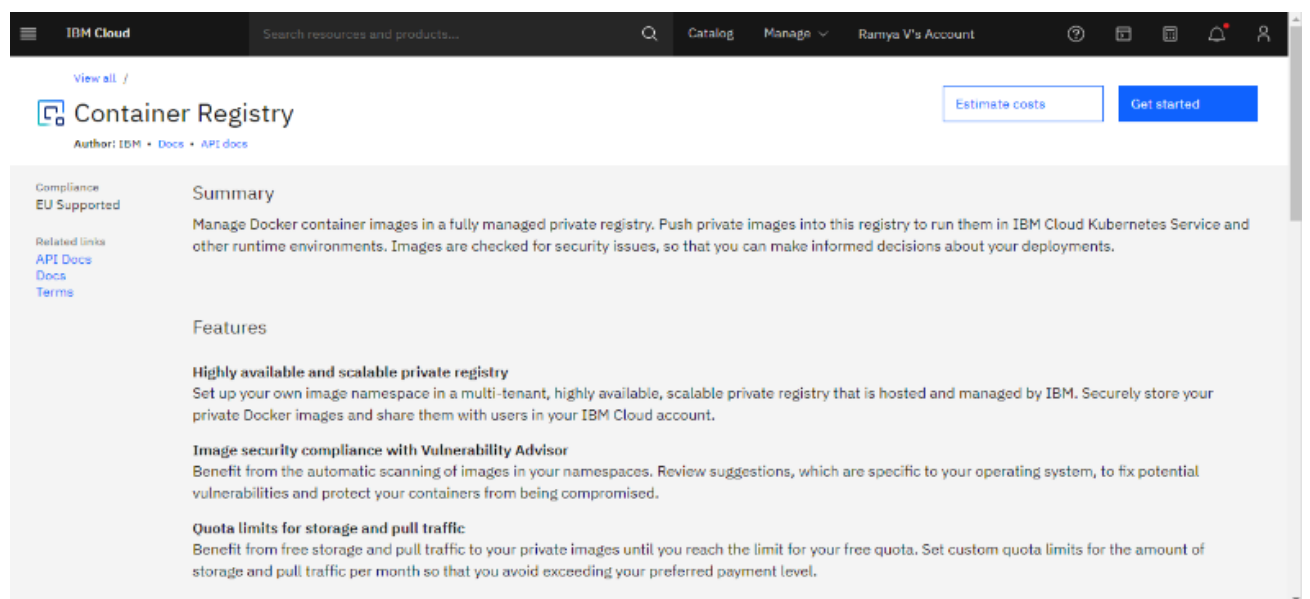 IBM Cloud
Search resources and products...
Catalog
Manage
Ramya V's Account
View all /
Container Registry
Estimate costs
Get started
Author: IBM • Docs • API docs
Compliance
EU Supported
Related links
API Docs
Docs
Terms
Summary
Manage Docker container images in a fully managed private registry. Push private images into this registry to run them in IBM Cloud Kubernetes Service and
other runtime environments. Images are checked for security issues, so that you can make informed decisions about your deployments.
Features
Highly available and scalable private registry
Set up your own image namespace in a multi-tenant, highly available, scalable private registry that is hosted and managed by IBM. Securely store your
private Docker images and share them with users in your IBM Cloud account.
Image security compliance with Vulnerability Advisor
Benefit from the automatic scanning of images in your namespaces. Review suggestions, which are specific to your operating system, to fix potential
vulnerabilities and protect your containers from being compromised.
Quota limits for storage and pull traffic
Benefit from free storage and pull traffic to your private images until you reach the limit for your free quota. Set custom quota limits for the amount of
storage and pull traffic per month so that you avoid exceeding your preferred payment level.